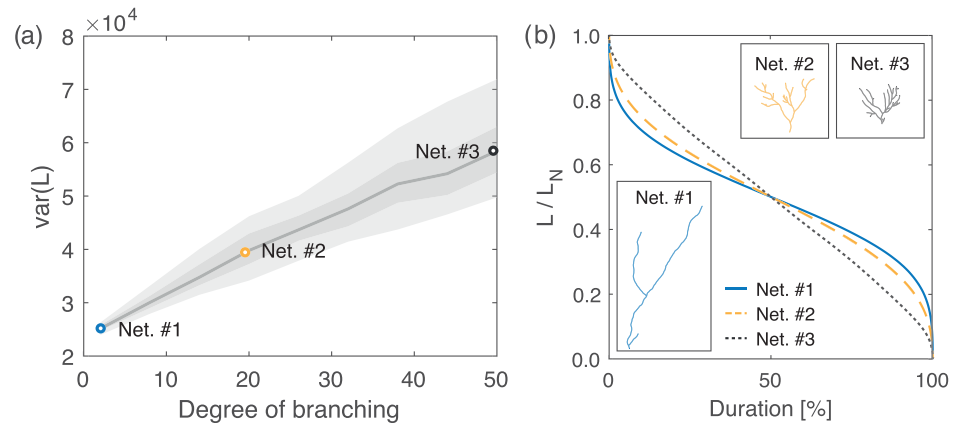 (a)
×10⁴
8
7
6
5
4
3
2
var(L)
Net. #3
Net. #2
Net. #1
0
10
20
30
40
50
Degree of branching
(b)
1.0
0.8
0.6
0.4
0.2
0.0
L / L_N
Net. #2
Net. #3
Net. #1
Net. #1
Net. #2
Net. #3
0
50
100
Duration [%]